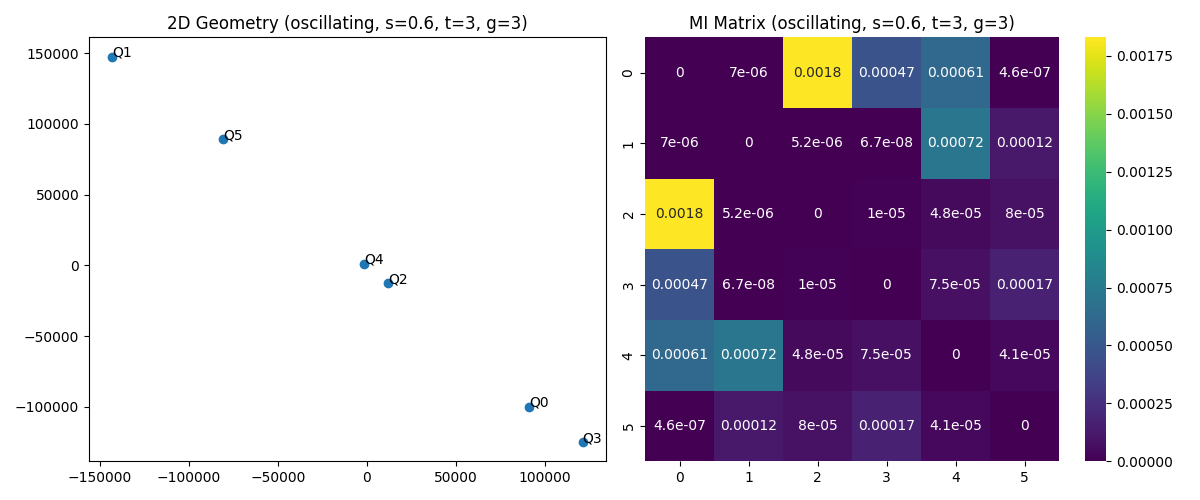 2D Geometry (oscillating, s=0.6, t=3, g=3)
150000
100000
50000
0
−50000
−100000
Q1
Q5
Q4
Q2
Q0
Q3
−150000 −100000 −50000 0 50000 100000
MI Matrix (oscillating, s=0.6, t=3, g=3)
0 0 7e-06 0.0018 0.00047 0.00061 4.6e-07
1 7e-06 0 5.2e-06 6.7e-08 0.00072 0.00012
2 0.0018 5.2e-06 0 1e-05 4.8e-05 8e-05
3 0.00047 6.7e-08 1e-05 0 7.5e-05 0.00017
4 0.00061 0.00072 4.8e-05 7.5e-05 0 4.1e-05
5 4.6e-07 0.00012 8e-05 0.00017 4.1e-05 0
0 1 2 3 4 5
0.00175
0.00150
0.00125
0.00100
0.00075
0.00050
0.00025
0.00000